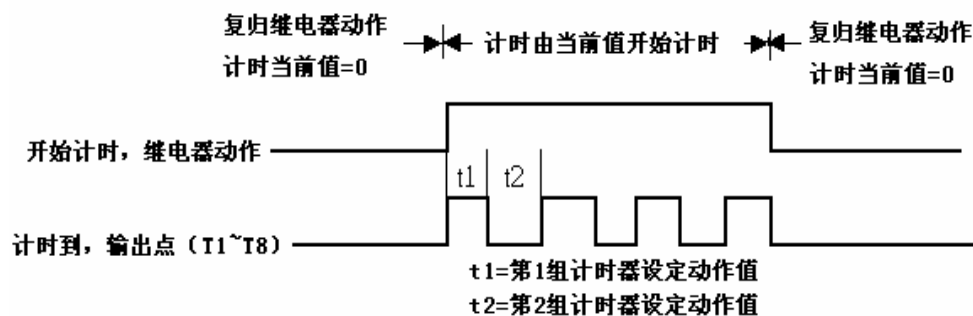 复归继电器动作
计时当前值=0
计时由当前值开始计时
复归继电器动作
计时当前值=0
开始计时，继电器动作
t1
t2
计时到，输出点（T1~T8）
t1=第1组计时器设定动作值
t2=第2组计时器设定动作值